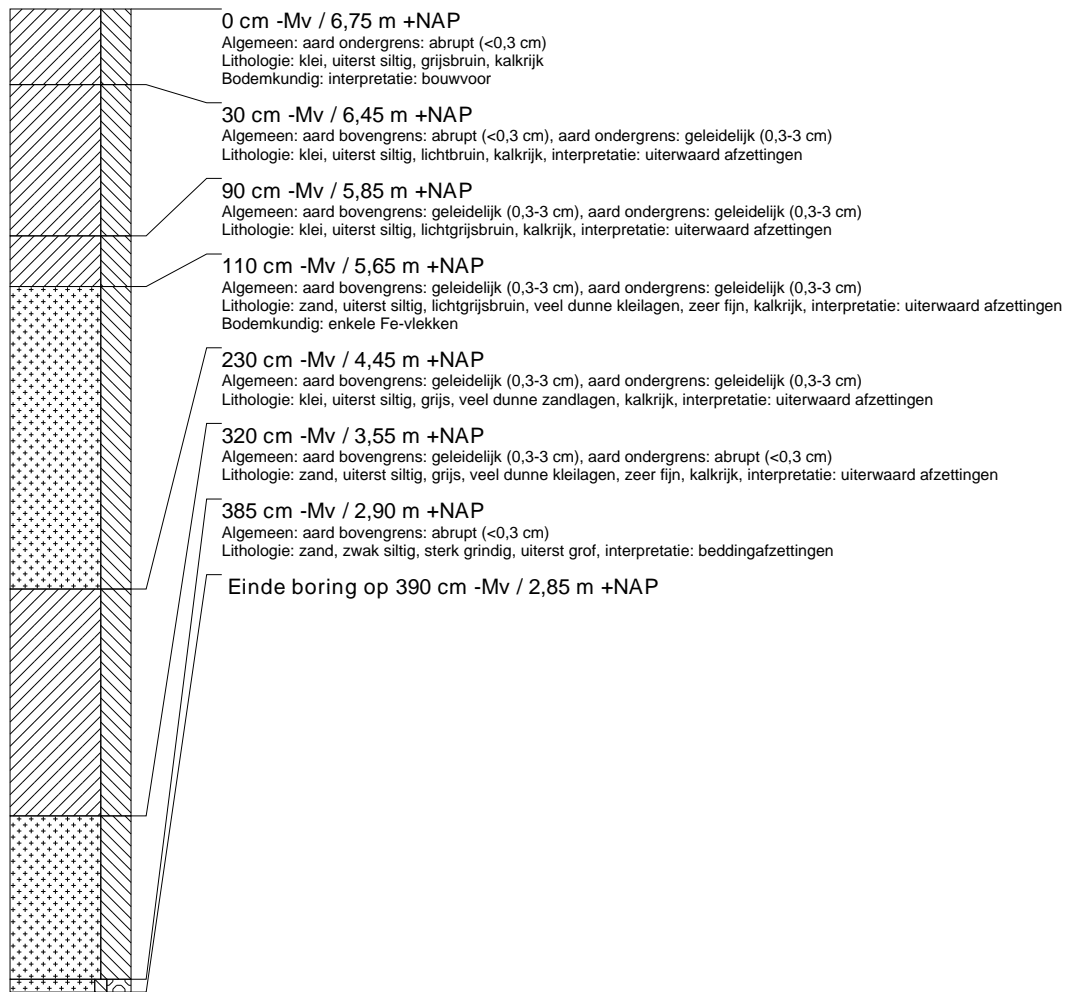 0 cm -Mv / 6,75 m +NAP
Algemeen: aard ondergrens: abrupt (<0,3 cm)
Lithologie: klei, uiterst siltig, grijsbruin, kalkrijk
Bodemkundig: interpretatie: bouwvoor
30 cm -Mv / 6,45 m +NAP
Algemeen: aard bovengrens: abrupt (<0,3 cm), aard ondergrens: geleidelijk (0,3-3 cm)
Lithologie: klei, uiterst siltig, lichtbruin, kalkrijk, interpretatie: uiterwaard afzettingen
90 cm -Mv / 5,85 m +NAP
Algemeen: aard bovengrens: geleidelijk (0,3-3 cm), aard ondergrens: geleidelijk (0,3-3 cm)
Lithologie: klei, uiterst siltig, lichtgrijsbruin, kalkrijk, interpretatie: uiterwaard afzettingen
110 cm -Mv / 5,65 m +NAP
Algemeen: aard bovengrens: geleidelijk (0,3-3 cm), aard ondergrens: geleidelijk (0,3-3 cm)
Lithologie: zand, uiterst siltig, lichtgrijsbruin, veel dunne kleilagen, zeer fijn, kalkrijk, interpretatie: uiterwaard afzettingen
Bodemkundig: enkele Fe-vlekken
230 cm -Mv / 4,45 m +NAP
Algemeen: aard bovengrens: geleidelijk (0,3-3 cm), aard ondergrens: geleidelijk (0,3-3 cm)
Lithologie: klei, uiterst siltig, grijs, veel dunne zandlagen, kalkrijk, interpretatie: uiterwaard afzettingen
320 cm -Mv / 3,55 m +NAP
Algemeen: aard bovengrens: geleidelijk (0,3-3 cm), aard ondergrens: abrupt (<0,3 cm)
Lithologie: zand, uiterst siltig, grijs, veel dunne kleilagen, zeer fijn, kalkrijk, interpretatie: uiterwaard afzettingen
385 cm -Mv / 2,90 m +NAP
Algemeen: aard bovengrens: abrupt (<0,3 cm)
Lithologie: zand, zwak siltig, sterk grindig, uiterst grof, interpretatie: beddingafzettingen
Einde boring op 390 cm -Mv / 2,85 m +NAP